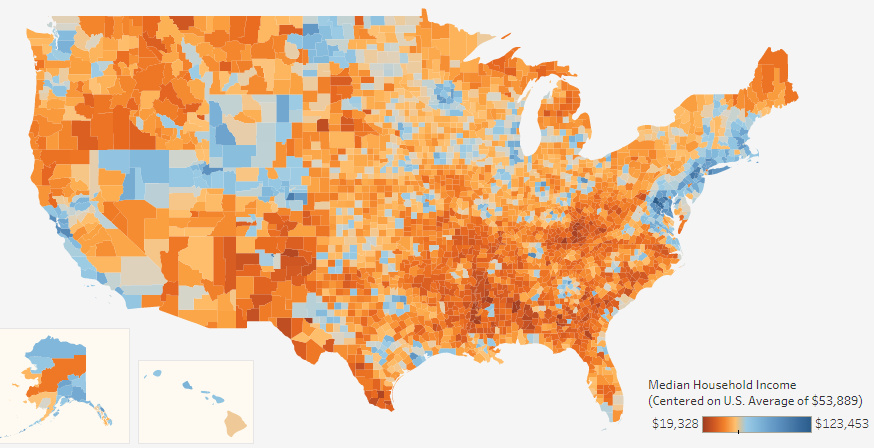 Median Household Income
(Centered on U.S. Average of $53,889)
$19,328 $123,453